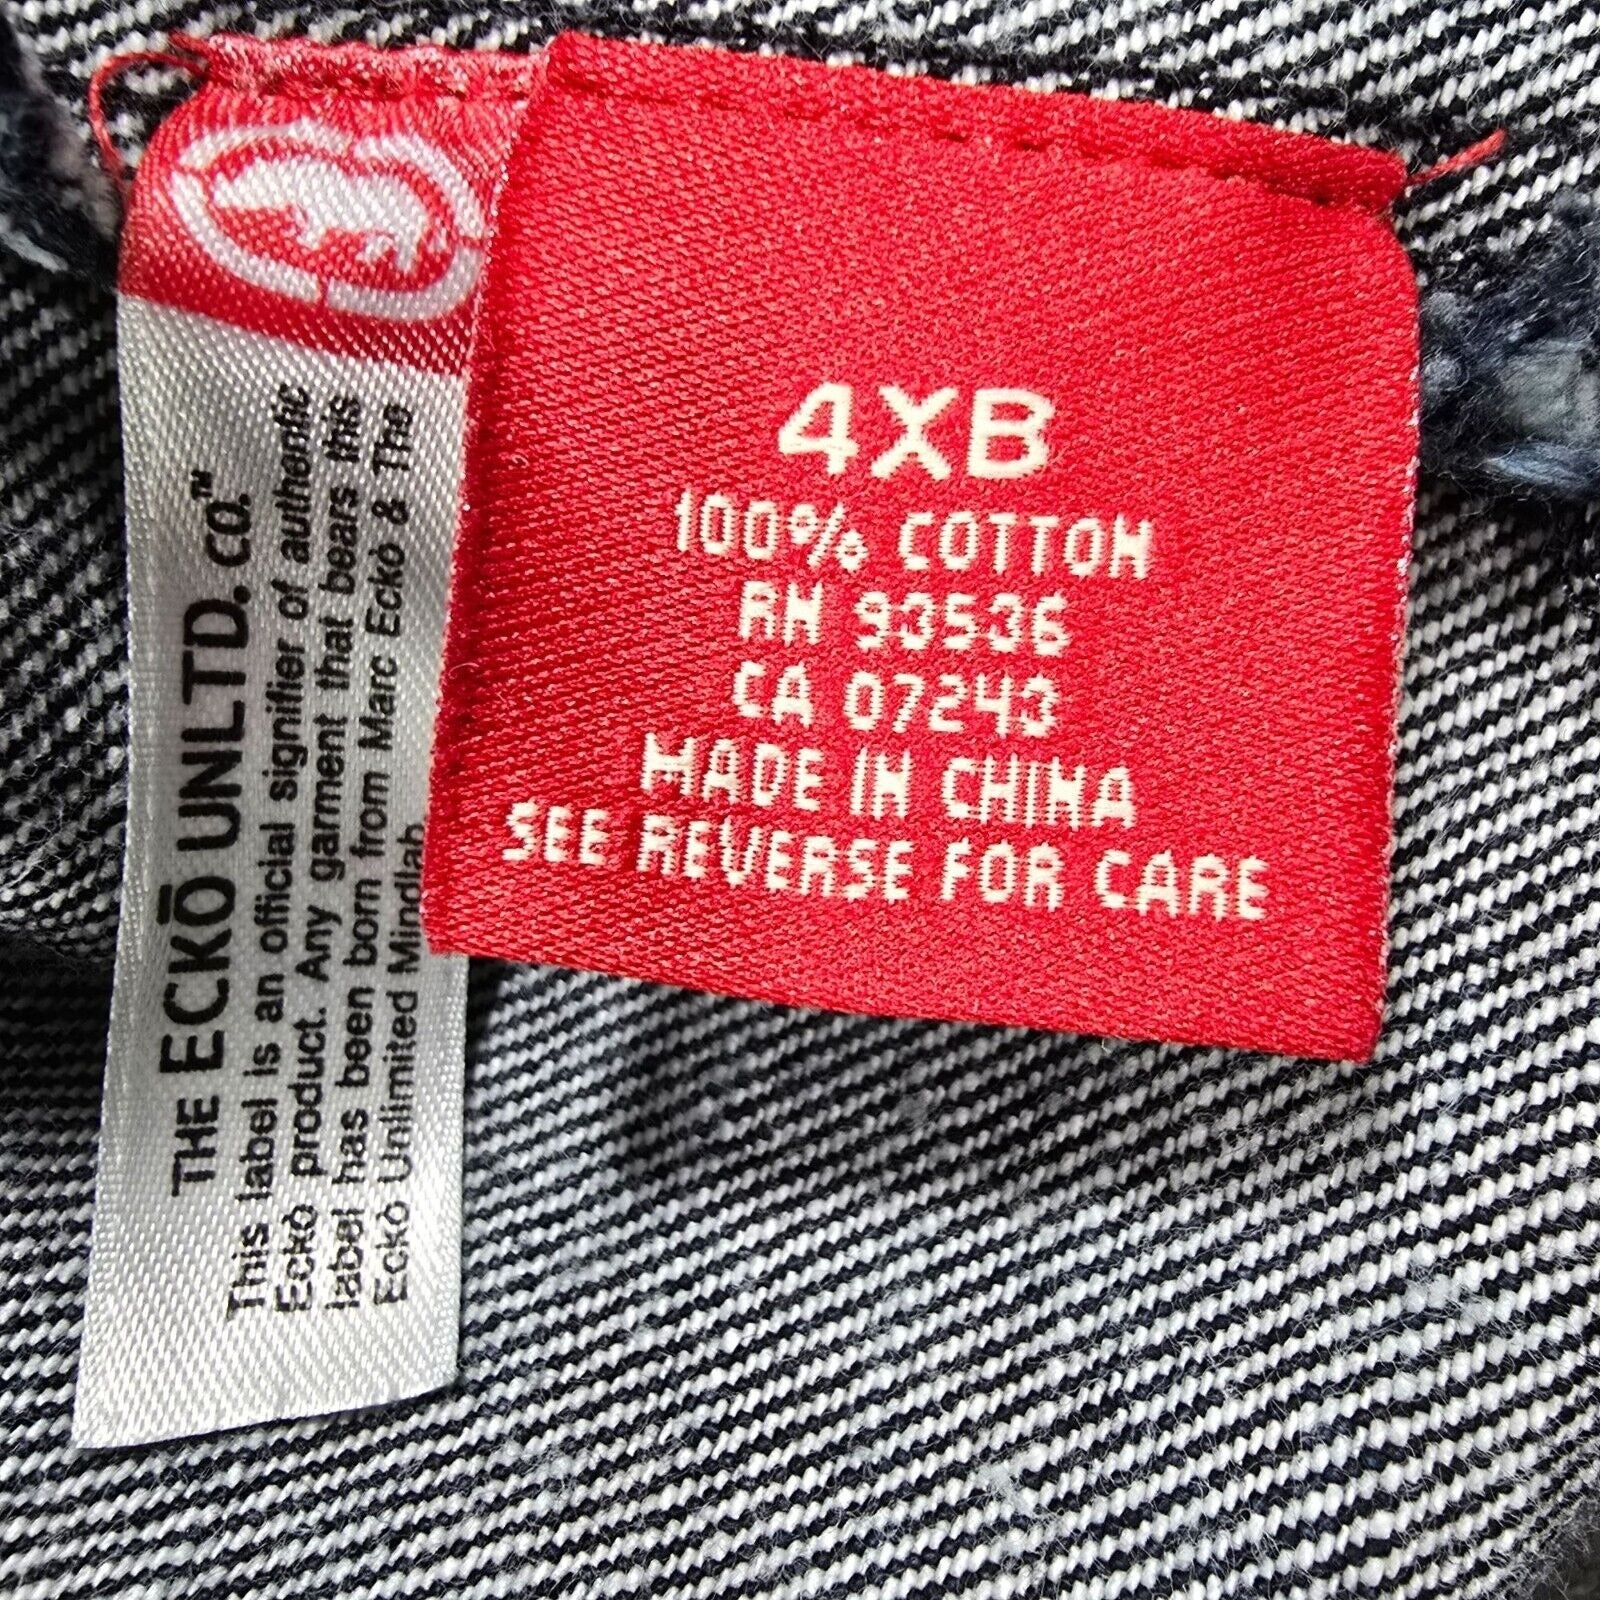 THE ECKŌ UNLTD. CO.™
This label is an official signifier of authentic
Eckō product. Any garment that bears this
label has been born from Marc Eckō & The
Eckō Unlimited Mindlab
4XB
100% COTTON
RN 93536
CA 07243
MADE IN CHINA
SEE REVERSE FOR CARE